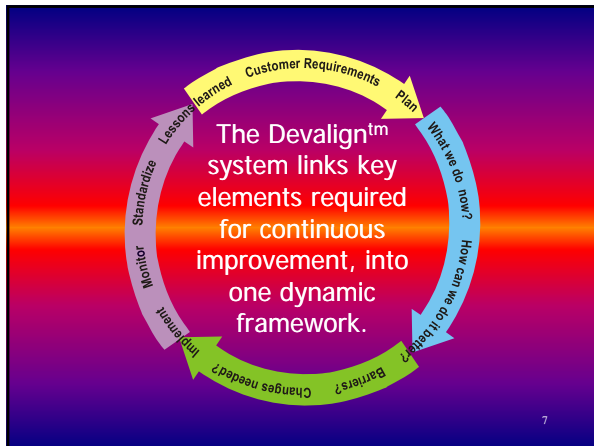 Lessons learned
Customer Requirements
Plan
What we do now?
How can we do it better?
Barriers?
Changes needed?
Implement
Monitor
Standardize
The Devalign™
system links key
elements required
for continuous
improvement, into
one dynamic
framework.
7